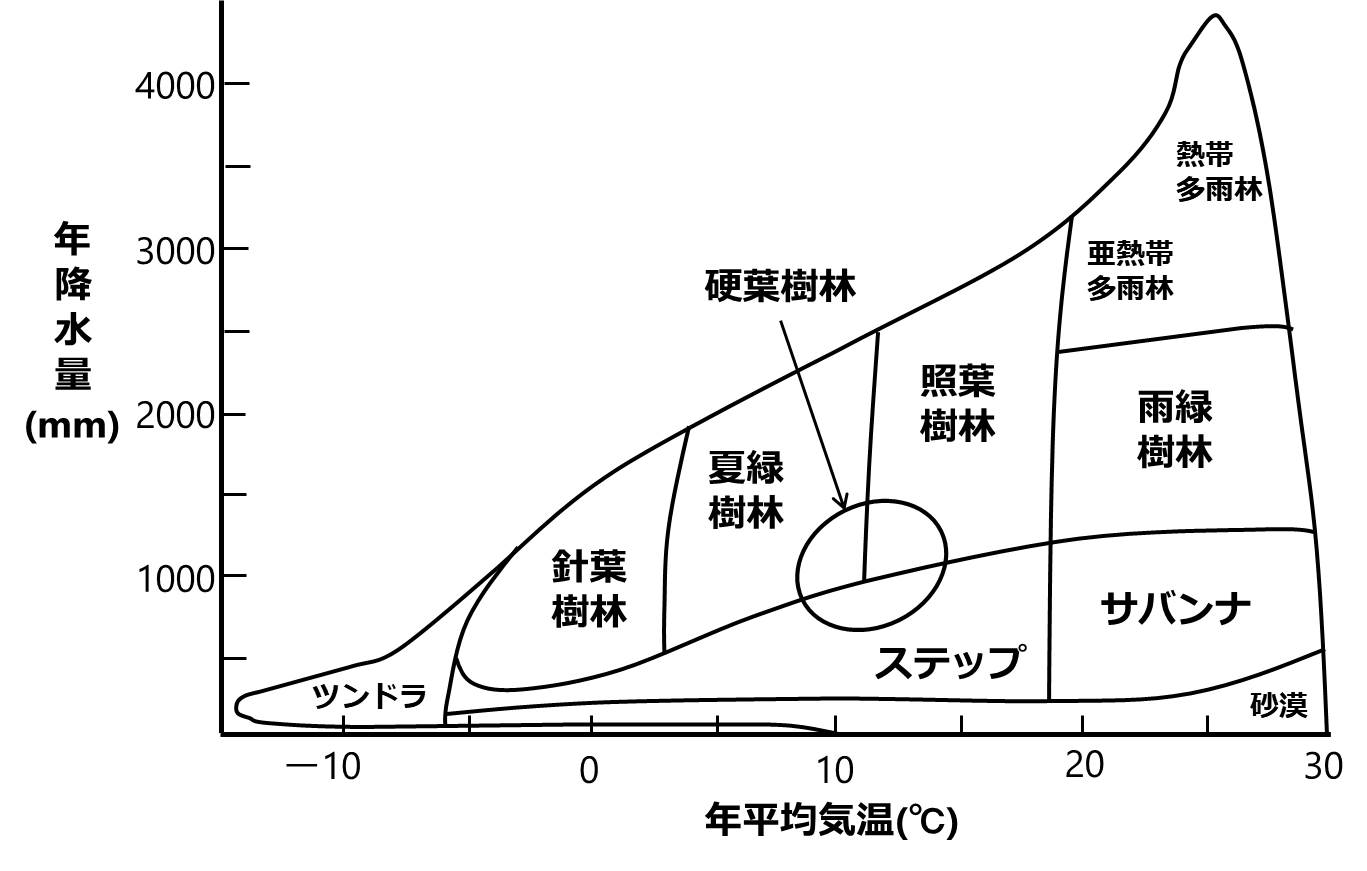 4000
3000
2000
1000
年
降
水
量
(mm)
熱帯
多雨林
亜熱帯
多雨林
硬葉樹林
照葉
樹林
雨緑
樹林
夏緑
樹林
針葉
樹林
サバンナ
ステップ
ツンドラ
砂漠
－10
0
10
20
30
年平均気温(℃)